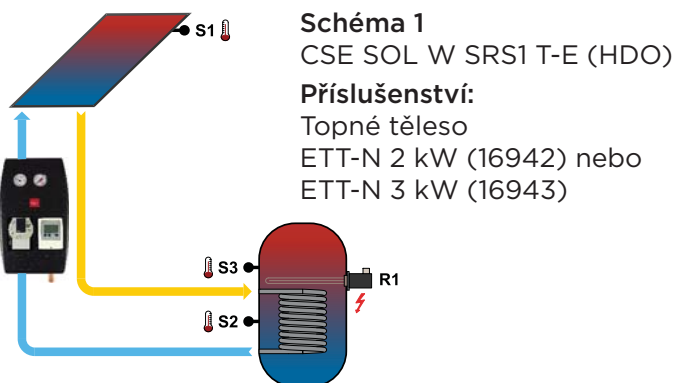 S1
Schéma 1
CSE SOL W SRS1 T-E (HDO)
Příslušenství:
Topné těleso
ETT-N 2 kW (16942) nebo
ETT-N 3 kW (16943)
S3
R1
S2